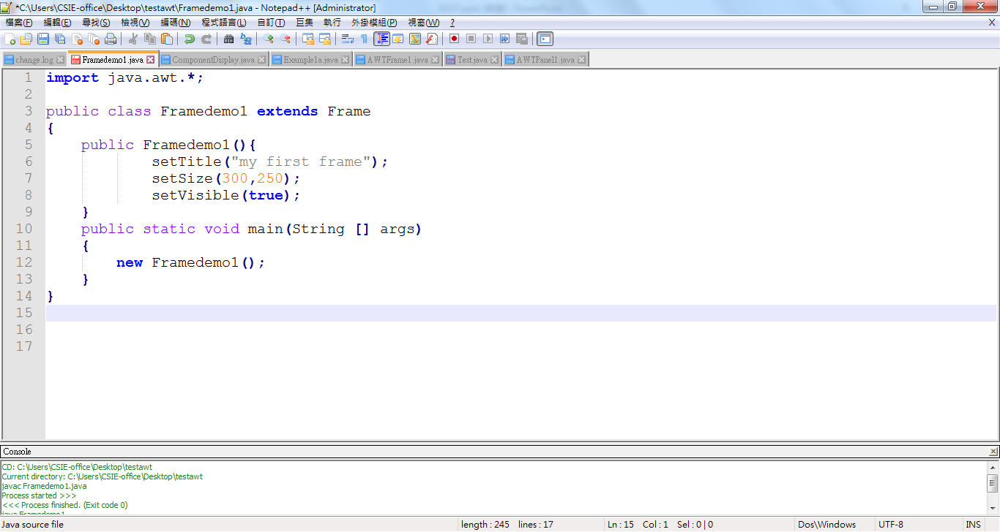 *C:\Users\CSIE-office\Desktop\testawt\Framedemo1.java - Notepad++ [Administrator]
檔案(F) 編輯(E) 尋找(S) 檢視(V) 編碼(N) 程式語言(L) 自訂(T) 巨集 執行 外掛模組(P) 視窗(W) ? X
change.log Framedemo1.java ComponentDisplay.java Example1a.java AWTFrame1.java Test.java AWTPanel1.java
1 import java.awt.*;
2
3 public class Framedemo1 extends Frame
4 {
5 public Framedemo1(){
6 setTitle("my first frame");
7 setSize(300,250);
8 setVisible(true);
9 }
10 public static void main(String [] args)
11 {
12 new Framedemo1();
13 }
14 }
15
16
17
Console
CD: C:\Users\CSIE-office\Desktop\testawt
Current directory: C:\Users\CSIE-office\Desktop\testawt
javac Framedemo1.java
Process started >>>
<<< Process finished. (Exit code 0)
java Framedemo1
Java source file length : 245 lines : 17 Ln : 15 Col : 1 Sel : 0 | 0 Dos\Windows UTF-8 INS